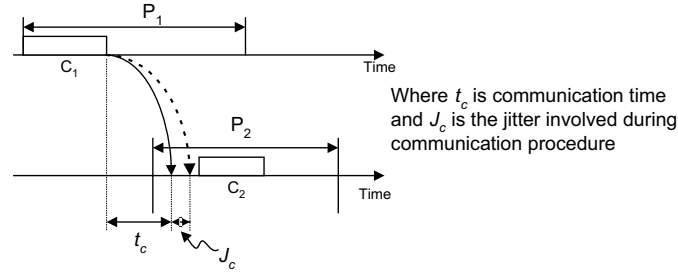 P1
C1
Time
Where tc is communication time
and Jc is the jitter involved during
communication procedure
P2
C2
Time
tc
Jc